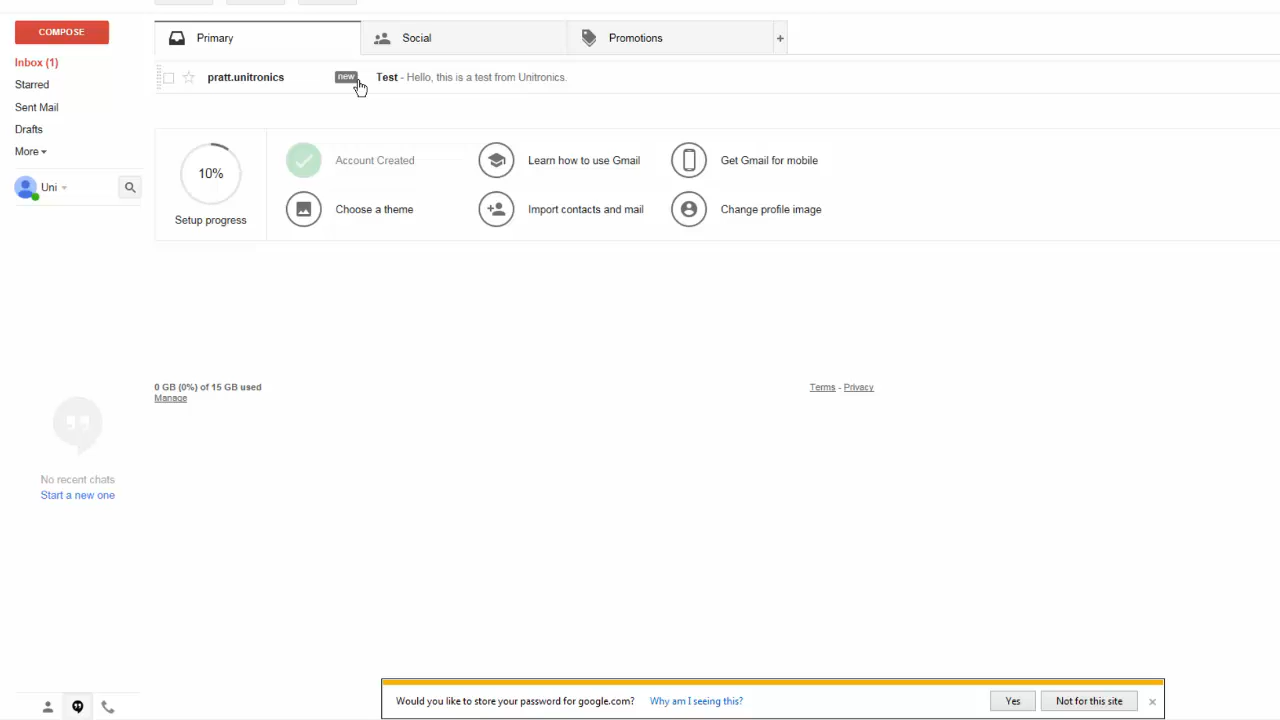 COMPOSE
Primary
Social
Promotions
+
Inbox (1)
pratt.unitronics new Test - Hello, this is a test from Unitronics.
Starred
Sent Mail
Drafts
More
Uni
10%
Setup progress
Account Created
Learn how to use Gmail
Get Gmail for mobile
Choose a theme
Import contacts and mail
Change profile image
0 GB (0%) of 15 GB used
Manage
Terms - Privacy
No recent chats
Start a new one
Would you like to store your password for google.com? Why am I seeing this? Yes Not for this site